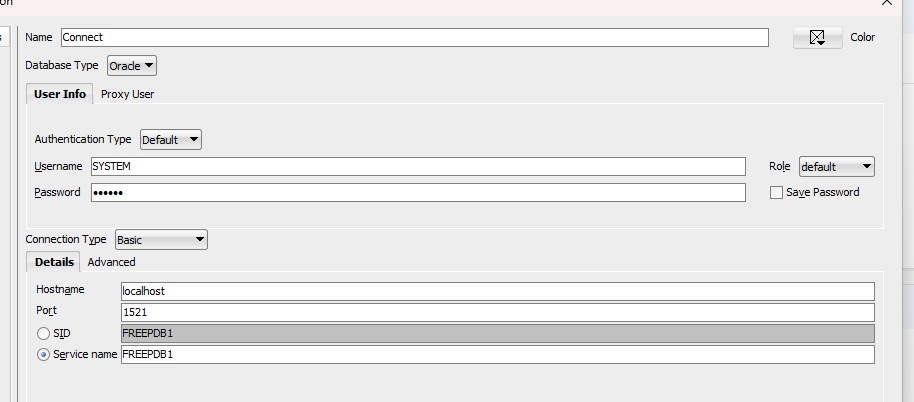 Name Connect Color
Database Type Oracle
User Info Proxy User
Authentication Type Default
Username SYSTEM Role default
Password •••••• Save Password
Connection Type Basic
Details Advanced
Hostname localhost
Port 1521
SID FREEPDB1
Service name FREEPDB1